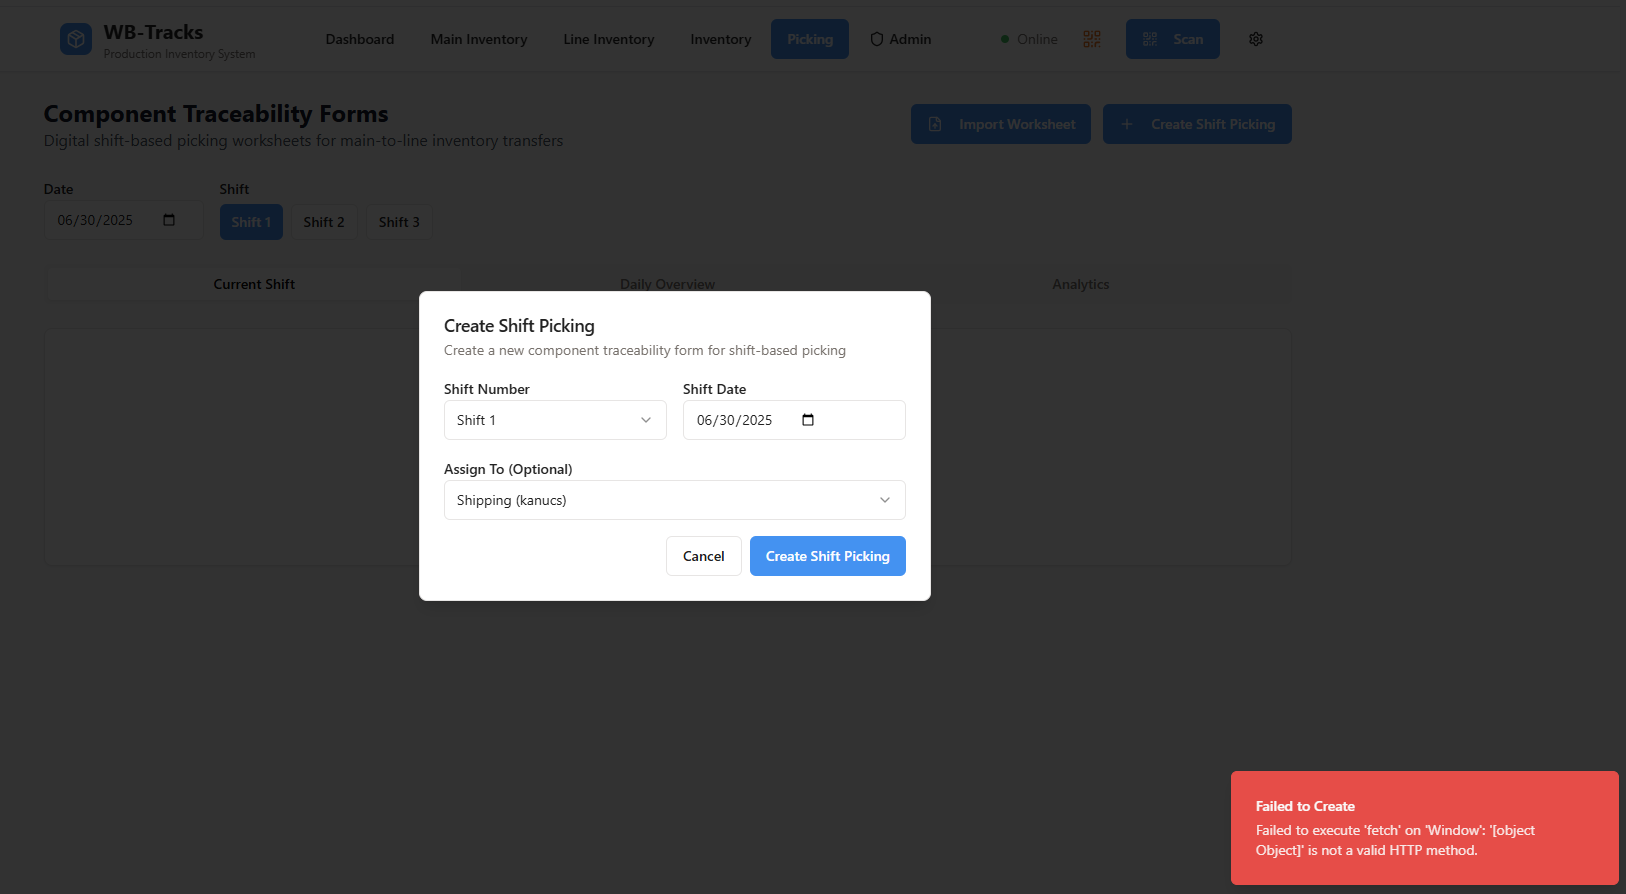 WB-Tracks
Production Inventory System
Dashboard
Main Inventory
Line Inventory
Inventory
Picking
Admin
Online
Scan
Component Traceability Forms
Digital shift-based picking worksheets for main-to-line inventory transfers
Import Worksheet
Create Shift Picking
Date
Shift
06/30/2025
Shift 1
Shift 2
Shift 3
Current Shift
Daily Overview
Analytics
Create Shift Picking
Create a new component traceability form for shift-based picking
Shift Number
Shift Date
Shift 1
06/30/2025
Assign To (Optional)
Shipping (kanucs)
Cancel
Create Shift Picking
Failed to Create
Failed to execute 'fetch' on 'Window': '[object
Object]' is not a valid HTTP method.